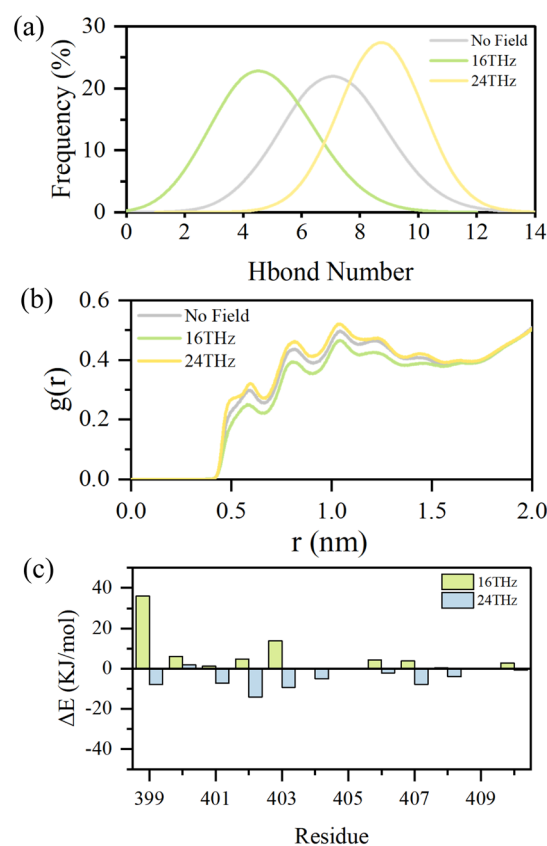 (a)
30
20
10
0
Frequency (%)
No Field
16THz
24THz
0 2 4 6 8 10 12 14
Hbond Number
(b)
0.6
0.4
0.2
0.0
g(r)
No Field
16THz
24THz
0.0 0.5 1.0 1.5 2.0
r (nm)
(c)
40
20
0
-20
-40
ΔE (KJ/mol)
16THz
24THz
399 401 403 405 407 409
Residue